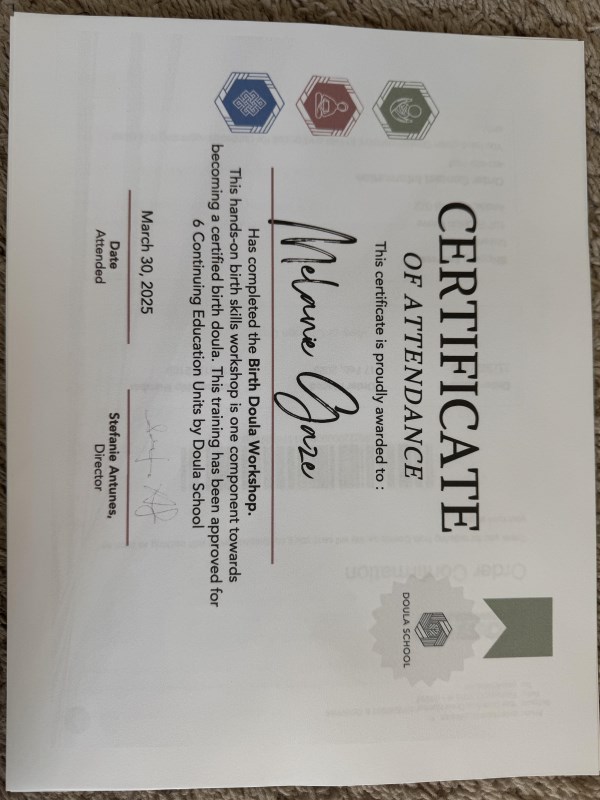 CERTIFICATE
OF ATTENDANCE
This certificate is proudly awarded to :
Melanie Gaze
Has completed the Birth Doula Workshop.
This hands-on birth skills workshop is one component towards
becoming a certified birth doula. This training has been approved for
6 Continuing Education Units by Doula School
March 30, 2025
Date
Attended
Stefanie Antunes,
Director
DOULA SCHOOL
Order Confirmation